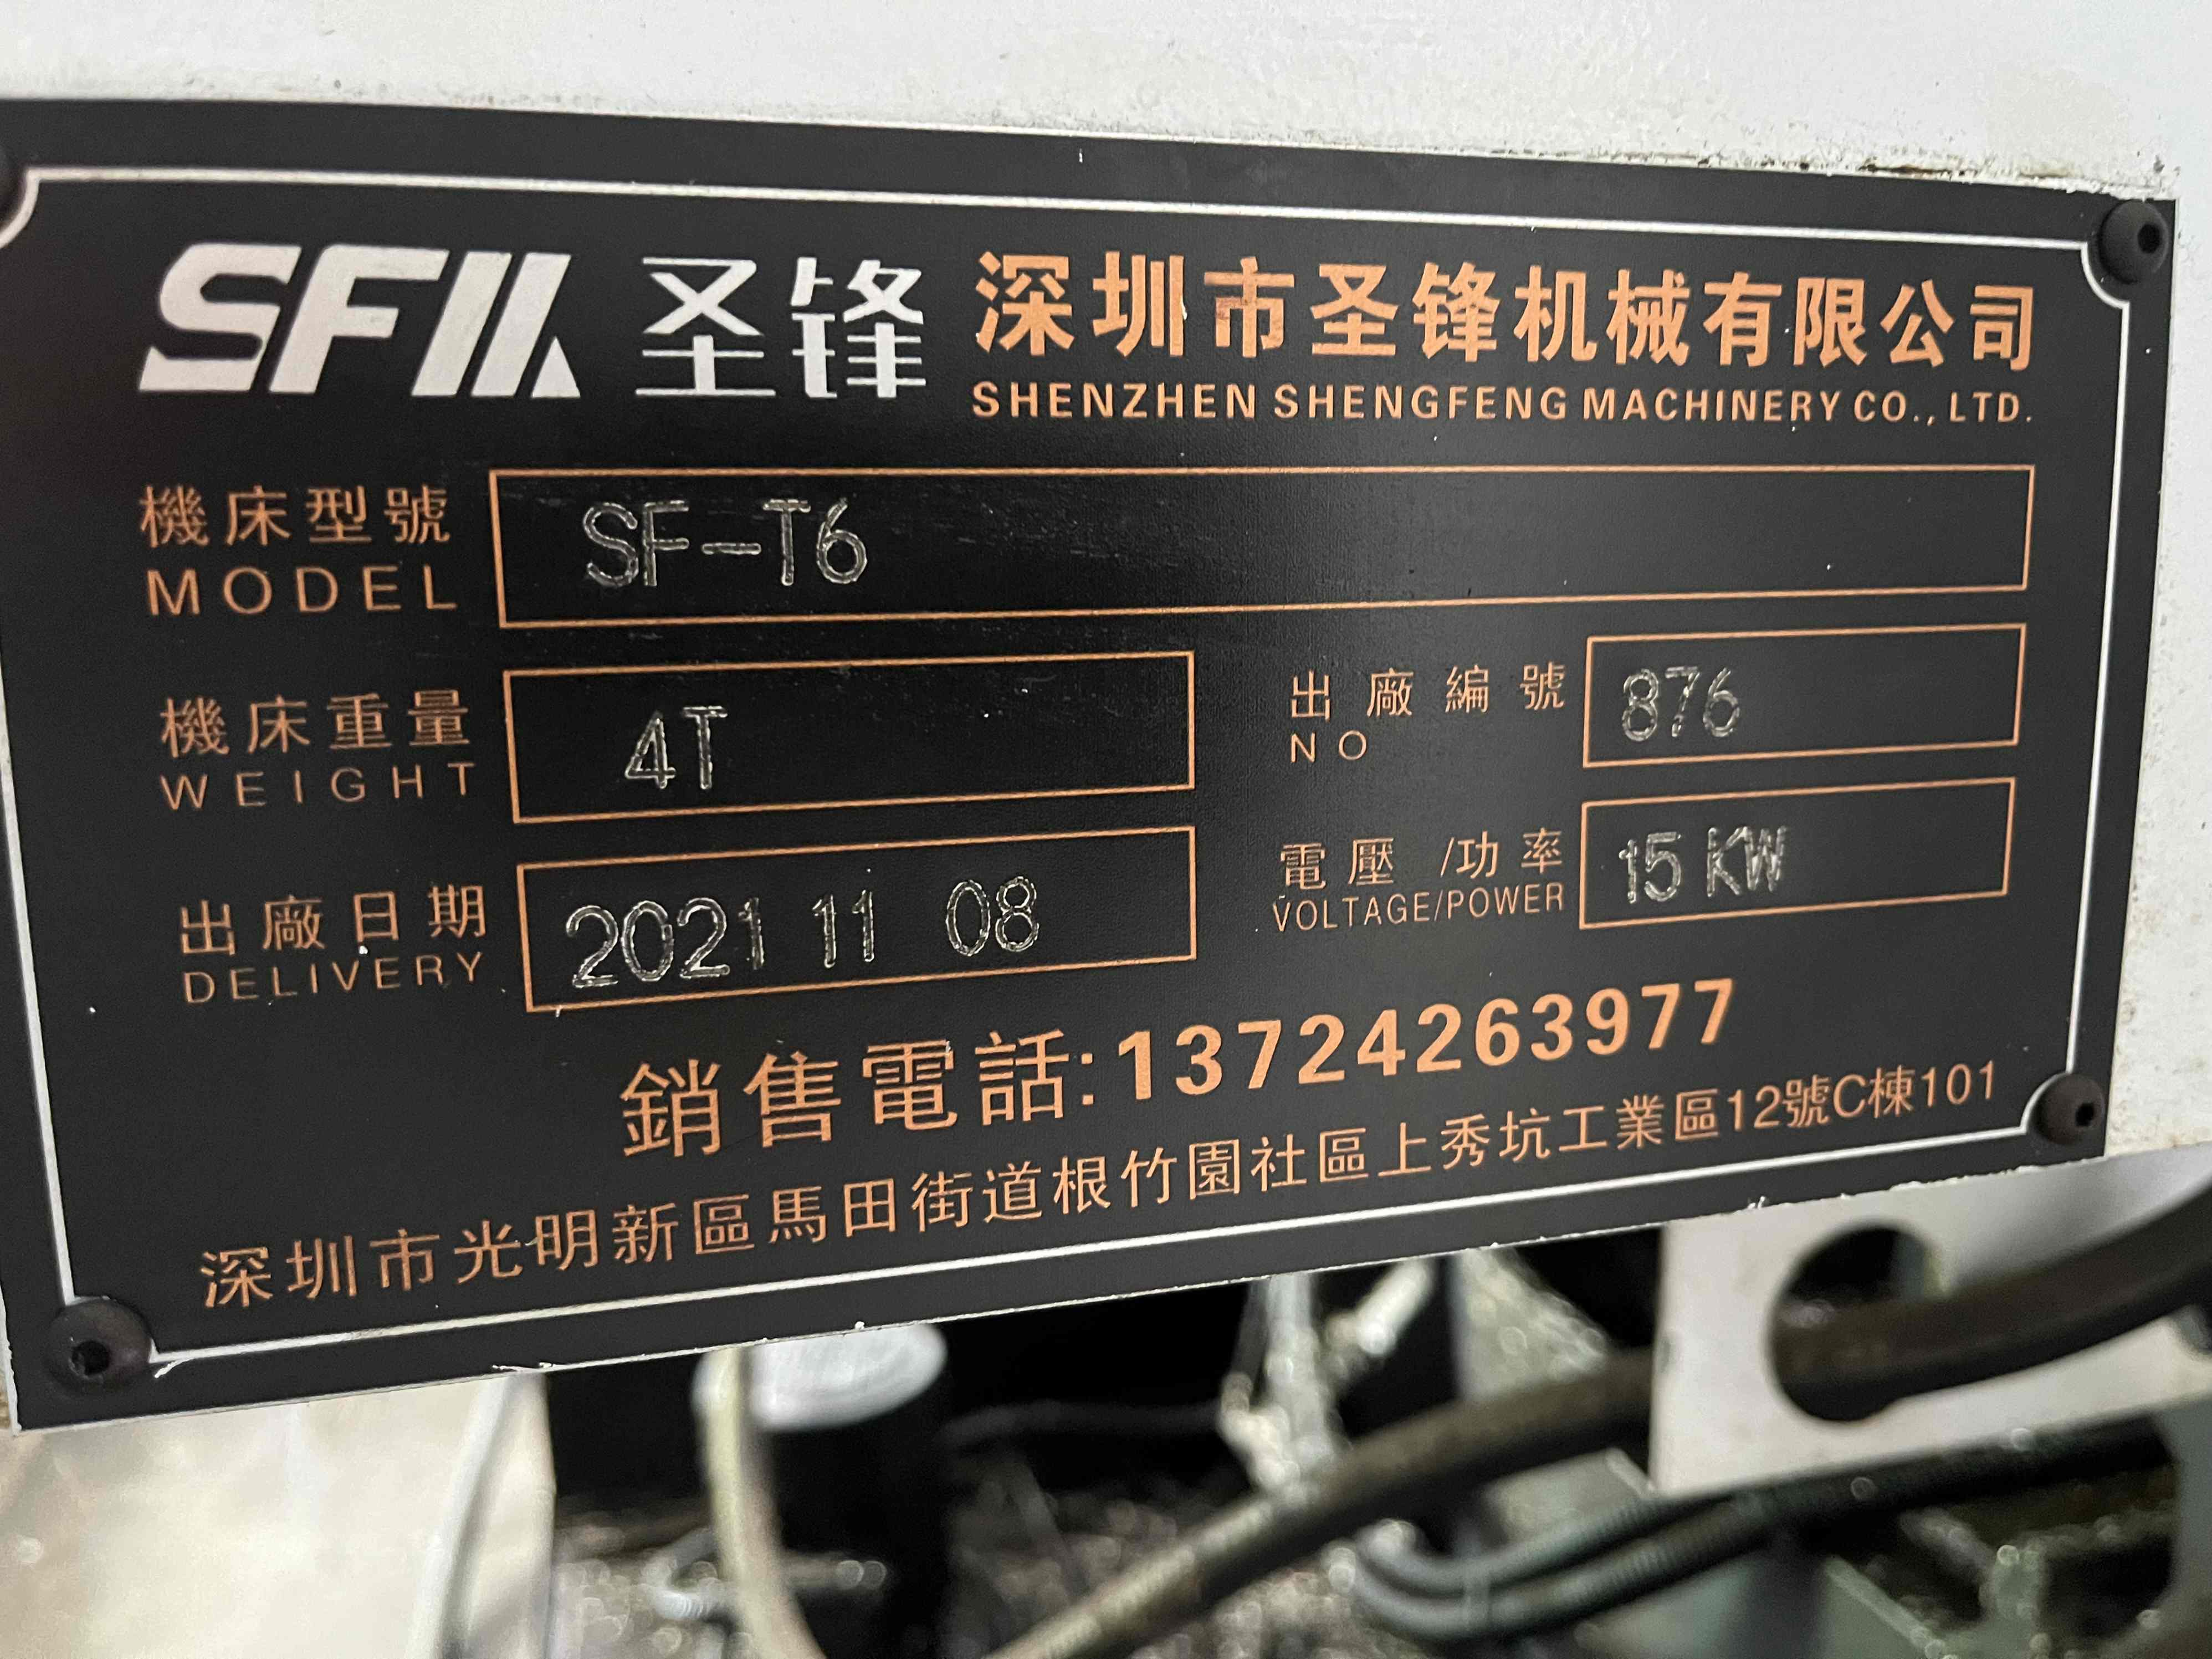 SFM 圣锋 深圳市圣锋机械有限公司
SHENZHEN SHENGFENG MACHINERY CO., LTD.
機床型號 SF-T6
MODEL
機床重量 4T 出廠編號 876
WEIGHT NO
出廠日期 2021 11 08 電壓/功率 15 KW
DELIVERY VOLTAGE/POWER
銷售電話:13724263977
深圳市光明新區馬田街道根竹園社區上秀坑工業區12號C棟101